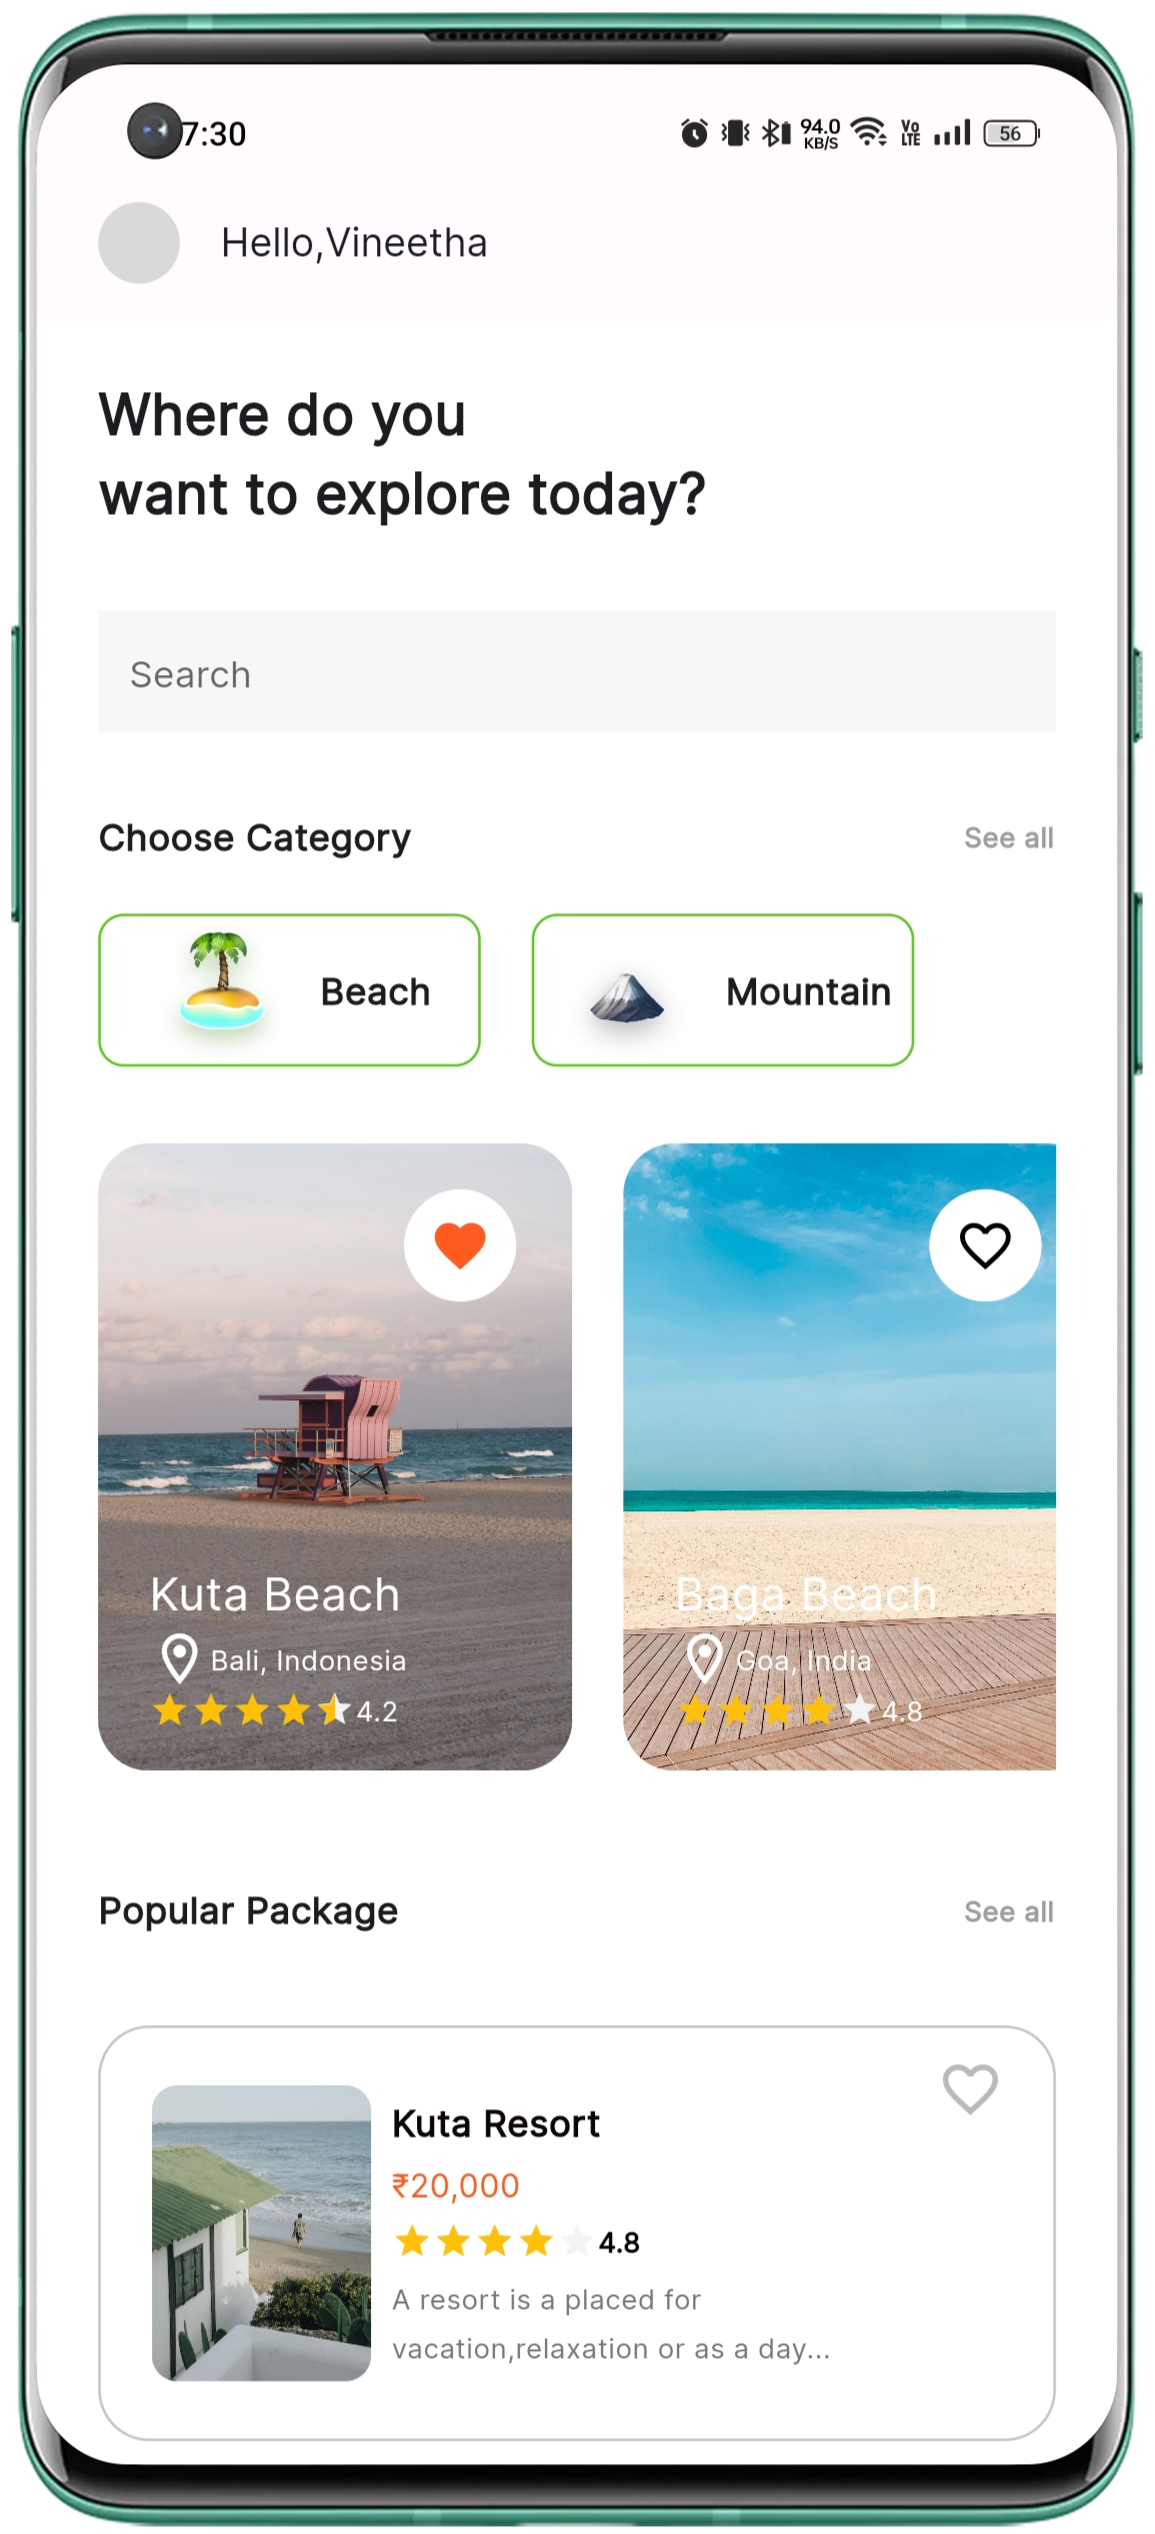 7:30 94.0 KB/S Vo LTE 56
Hello,Vineetha
Where do you
want to explore today?
Search
Choose Category See all
Beach Mountain
Kuta Beach
Bali, Indonesia
4.2
Baga Beach
Goa, India
4.8
Popular Package See all
Kuta Resort
₹20,000
4.8
A resort is a placed for
vacation,relaxation or as a day...